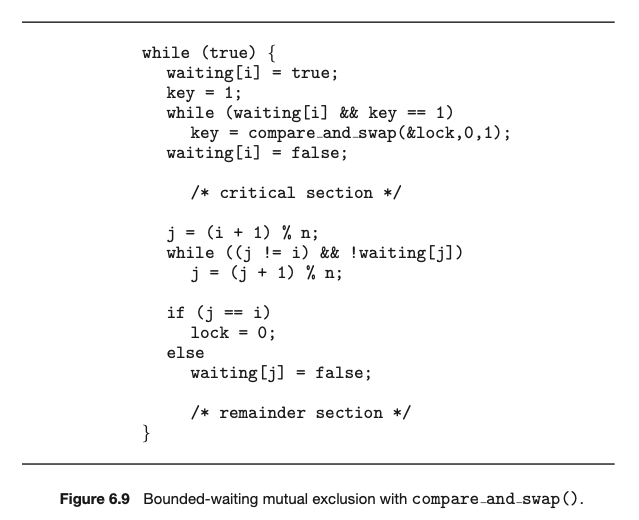 while (true) {
waiting[i] = true;
key = 1;
while (waiting[i] && key == 1)
key = compare_and_swap(&lock,0,1);
waiting[i] = false;
/* critical section */
j = (i + 1) % n;
while ((j != i) && !waiting[j])
j = (j + 1) % n;
if (j == i)
lock = 0;
else
waiting[j] = false;
/* remainder section */
}
Figure 6.9 Bounded-waiting mutual exclusion with compare_and_swap().